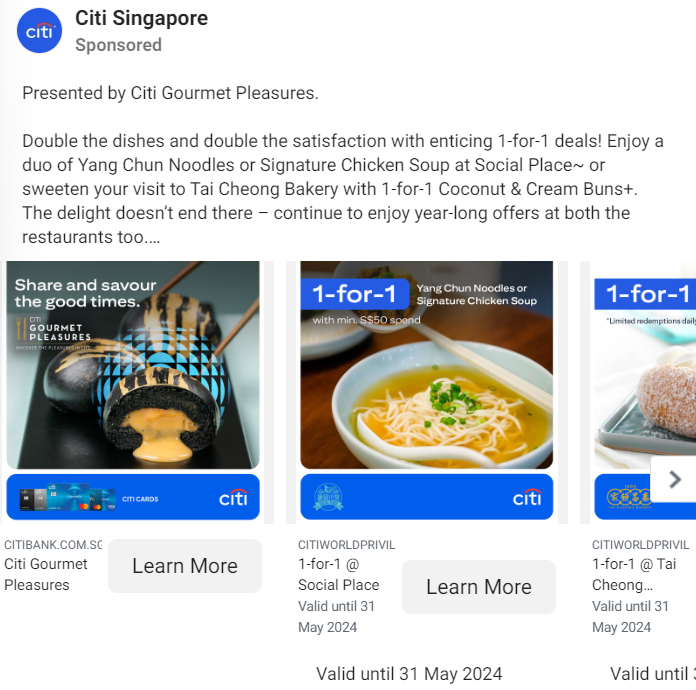 citi
Citi Singapore
Sponsored
Presented by Citi Gourmet Pleasures.
Double the dishes and double the satisfaction with enticing 1-for-1 deals! Enjoy a
duo of Yang Chun Noodles or Signature Chicken Soup at Social Place~ or
sweeten your visit to Tai Cheong Bakery with 1-for-1 Coconut & Cream Buns+.
The delight doesn’t end there – continue to enjoy year-long offers at both the
restaurants too....
Share and savour
the good times.
CITI
GOURMET
PLEASURES
CITI CARDS
citi
CITIBANK.COM.SG
Citi Gourmet
Pleasures
Learn More
1-for-1
Yang Chun Noodles or
Signature Chicken Soup
with min. S$50 spend
citi
CITIWORLDPRIVIL
1-for-1 @
Social Place
Valid until 31
May 2024
Learn More
Valid until 31 May 2024
1-for-1
*Limited redemptions daily
CITIWORLDPRIVIL
1-for-1 @ Tai
Cheong...
Valid until 31
May 2024
Valid until